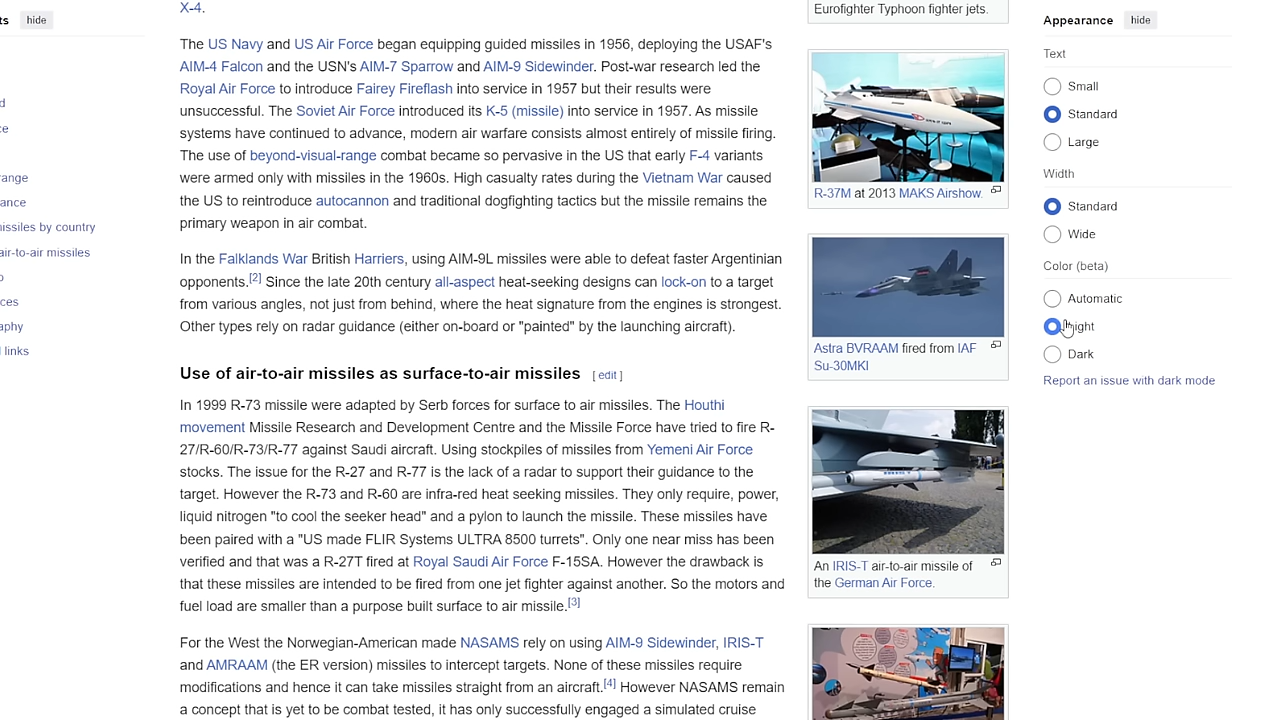 ts hide
d
ce
range
ance
missiles by country
air-to-air missiles
o
ces
aphy
l links
X-4.
The US Navy and US Air Force began equipping guided missiles in 1956, deploying the USAF's
AIM-4 Falcon and the USN's AIM-7 Sparrow and AIM-9 Sidewinder. Post-war research led the
Royal Air Force to introduce Fairey Fireflash into service in 1957 but their results were
unsuccessful. The Soviet Air Force introduced its K-5 (missile) into service in 1957. As missile
systems have continued to advance, modern air warfare consists almost entirely of missile firing.
The use of beyond-visual-range combat became so pervasive in the US that early F-4 variants
were armed only with missiles in the 1960s. High casualty rates during the Vietnam War caused
the US to reintroduce autocannon and traditional dogfighting tactics but the missile remains the
primary weapon in air combat.
In the Falklands War British Harriers, using AIM-9L missiles were able to defeat faster Argentinian
opponents.[2] Since the late 20th century all-aspect heat-seeking designs can lock-on to a target
from various angles, not just from behind, where the heat signature from the engines is strongest.
Other types rely on radar guidance (either on-board or "painted" by the launching aircraft).
Use of air-to-air missiles as surface-to-air missiles [ edit ]
In 1999 R-73 missile were adapted by Serb forces for surface to air missiles. The Houthi
movement Missile Research and Development Centre and the Missile Force have tried to fire R-
27/R-60/R-73/R-77 against Saudi aircraft. Using stockpiles of missiles from Yemeni Air Force
stocks. The issue for the R-27 and R-77 is the lack of a radar to support their guidance to the
target. However the R-73 and R-60 are infra-red heat seeking missiles. They only require, power,
liquid nitrogen "to cool the seeker head" and a pylon to launch the missile. These missiles have
been paired with a "US made FLIR Systems ULTRA 8500 turrets". Only one near miss has been
verified and that was a R-27T fired at Royal Saudi Air Force F-15SA. However the drawback is
that these missiles are intended to be fired from one jet fighter against another. So the motors and
fuel load are smaller than a purpose built surface to air missile.[3]
For the West the Norwegian-American made NASAMS rely on using AIM-9 Sidewinder, IRIS-T
and AMRAAM (the ER version) missiles to intercept targets. None of these missiles require
modifications and hence it can take missiles straight from an aircraft.[4] However NASAMS remain
a concept that is yet to be combat tested, it has only successfully engaged a simulated cruise
Eurofighter Typhoon fighter jets.
R-37M at 2013 MAKS Airshow.
Astra BVRAAM fired from IAF
Su-30MKI
An IRIS-T air-to-air missile of
the German Air Force.
Appearance hide
Text
Small
Standard
Large
Width
Standard
Wide
Color (beta)
Automatic
Light
Dark
Report an issue with dark mode